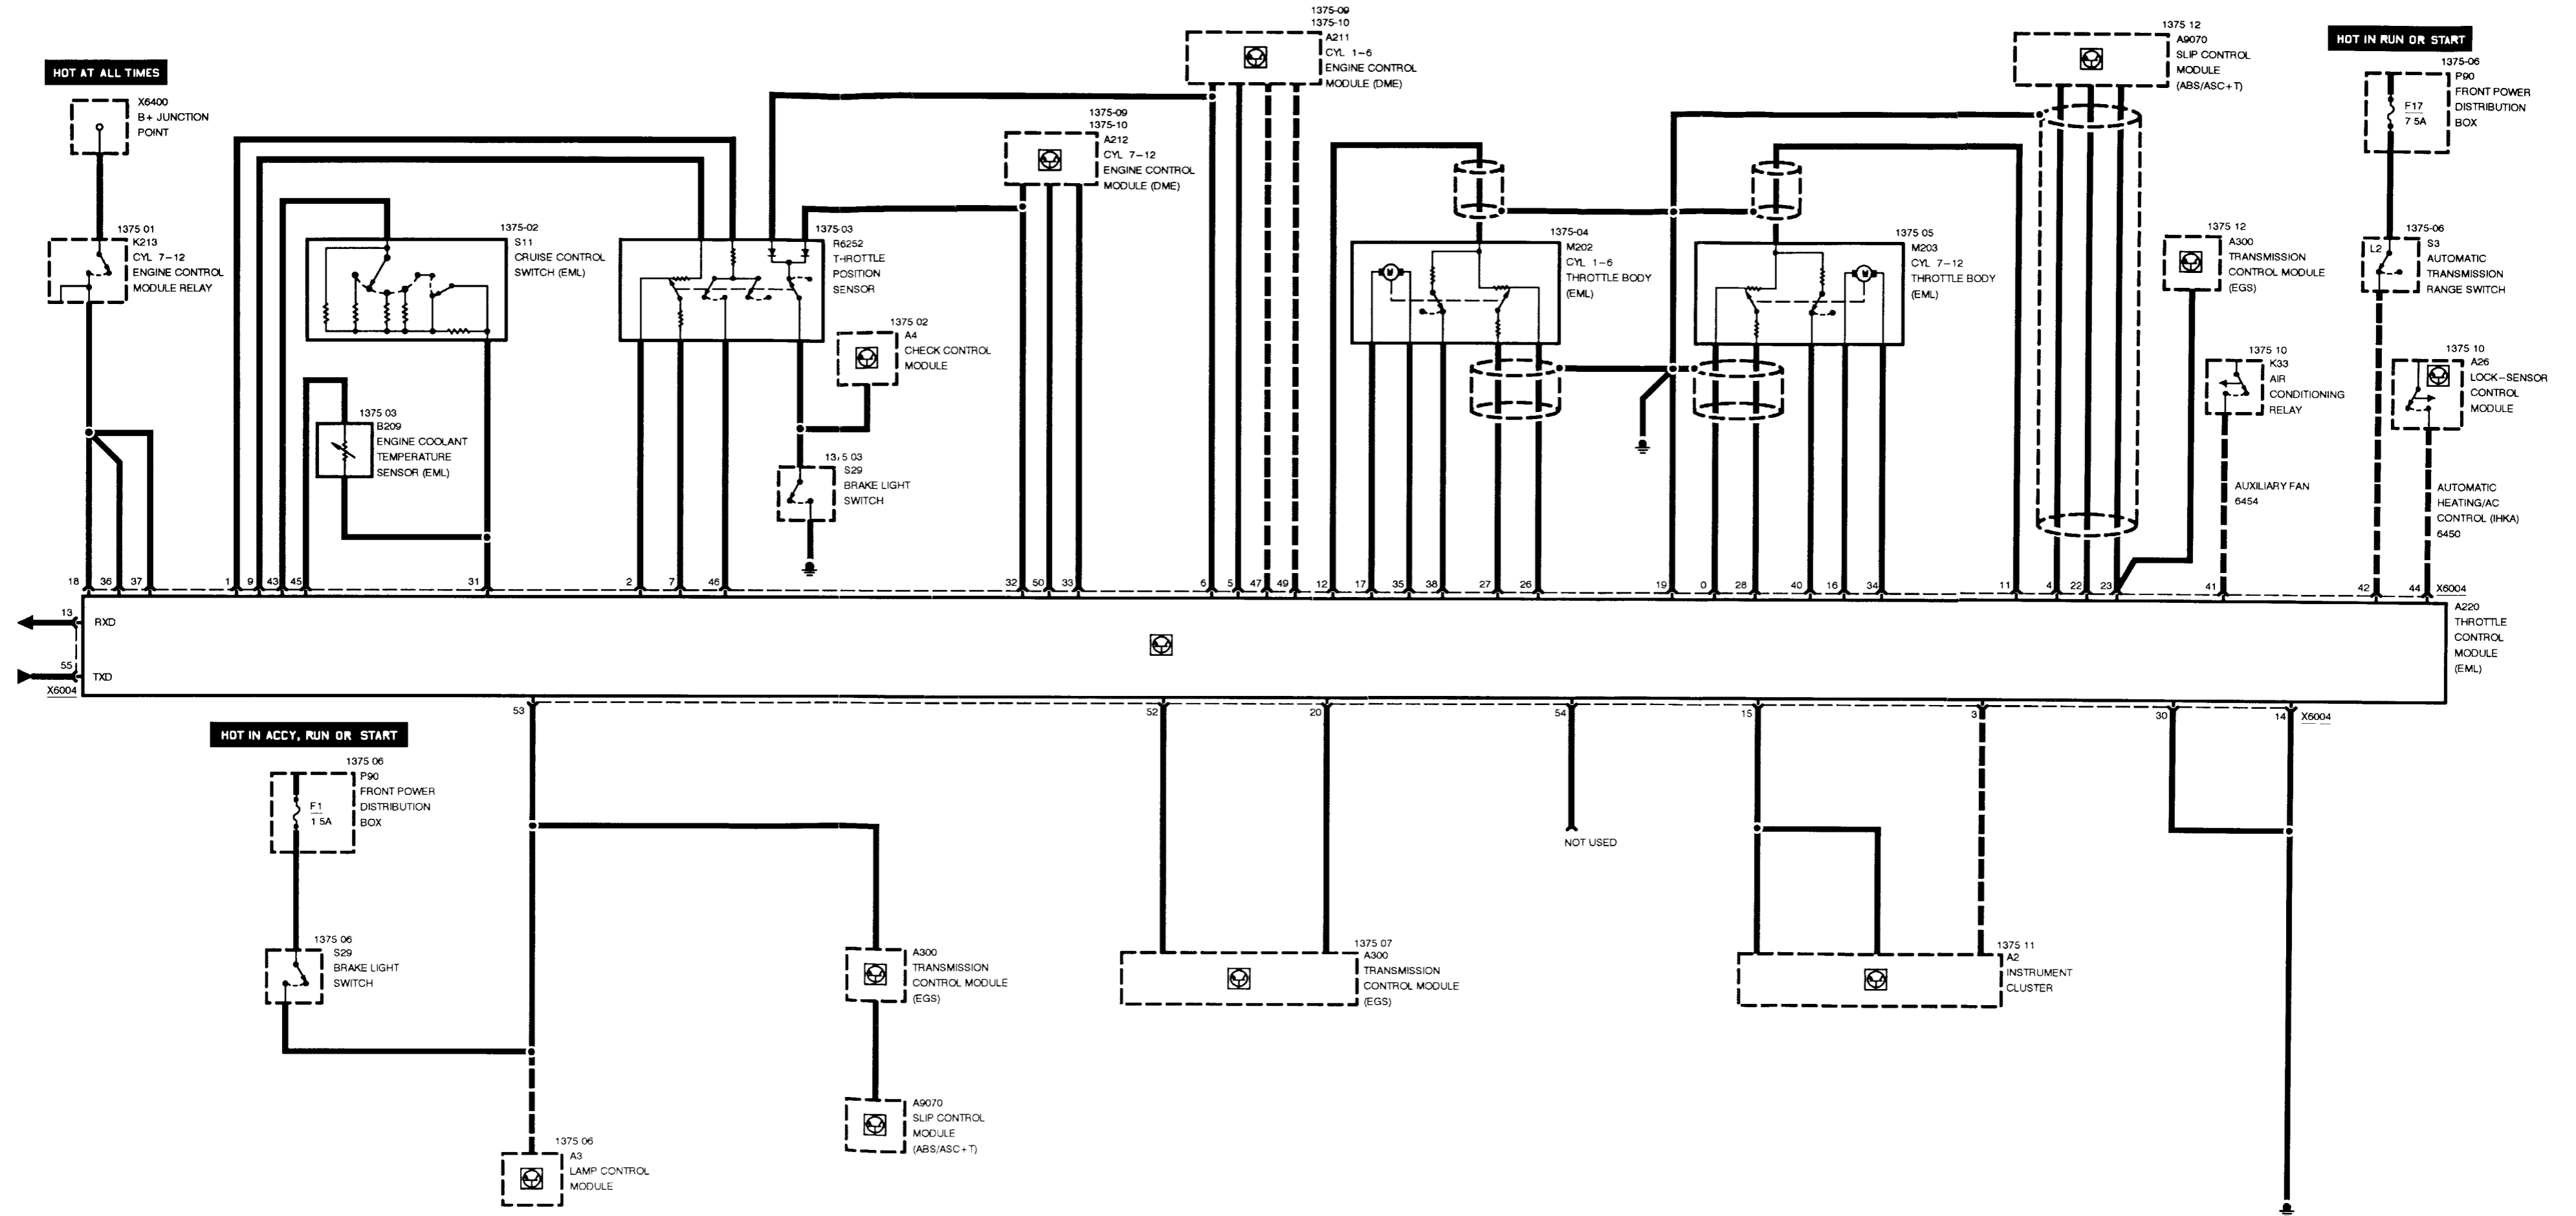 HOT AT ALL TIMES
X6400
B+ JUNCTION
POINT
1375 01
K213
CYL 7-12
ENGINE CONTROL
MODULE RELAY
1375-02
S11
CRUISE CONTROL
SWITCH (EML)
1375 03
B209
ENGINE COOLANT
TEMPERATURE
SENSOR (EML)
1375-03
R6252
THROTTLE
POSITION
SENSOR
1375 02
A4
CHECK CONTROL
MODULE
S29
BRAKE LIGHT
SWITCH
1375-09
1375-10
A212
CYL 7-12
ENGINE CONTROL
MODULE (DME)
1375-09
1375-10
A211
CYL 1-6
ENGINE CONTROL
MODULE (DME)
1375-04
M202
CYL 1-6
THROTTLE BODY
(EML)
M
1375 05
M203
CYL 7-12
THROTTLE BODY
(EML)
M
1375 12
A9070
SLIP CONTROL
MODULE
(ABS/ASC+T)
1375 12
A300
TRANSMISSION
CONTROL MODULE
(EGS)
HOT IN RUN OR START
1375-06
P90
FRONT POWER
DISTRIBUTION
BOX
F17
7 5A
1375-06
S3
AUTOMATIC
TRANSMISSION
RANGE SWITCH
L2
1375 10
K33
AIR
CONDITIONING
RELAY
AUXILIARY FAN
6454
1375 10
A26
LOCK-SENSOR
CONTROL
MODULE
AUTOMATIC
HEATING/AC
CONTROL (IHKA)
6450
18 36 37 1 9 43 45 31 2 7 46 32 50 33 6 5 47 49 12 17 35 38 27 26 19 0 28 40 16 34 11 4 22 23 41 42 44 X6004
13 RXD
55 TXD
X6004
A220
THROTTLE
CONTROL
MODULE
(EML)
53 52 20 54 15 3 30 14 X6004
HOT IN ACCY, RUN OR START
1375 06
P90
FRONT POWER
DISTRIBUTION
BOX
F1
1 5A
1375 06
S29
BRAKE LIGHT
SWITCH
1375 06
A3
LAMP CONTROL
MODULE
A300
TRANSMISSION
CONTROL MODULE
(EGS)
A9070
SLIP CONTROL
MODULE
(ABS/ASC+T)
1375 07
A300
TRANSMISSION
CONTROL MODULE
(EGS)
NOT USED
1375 11
A2
INSTRUMENT
CLUSTER